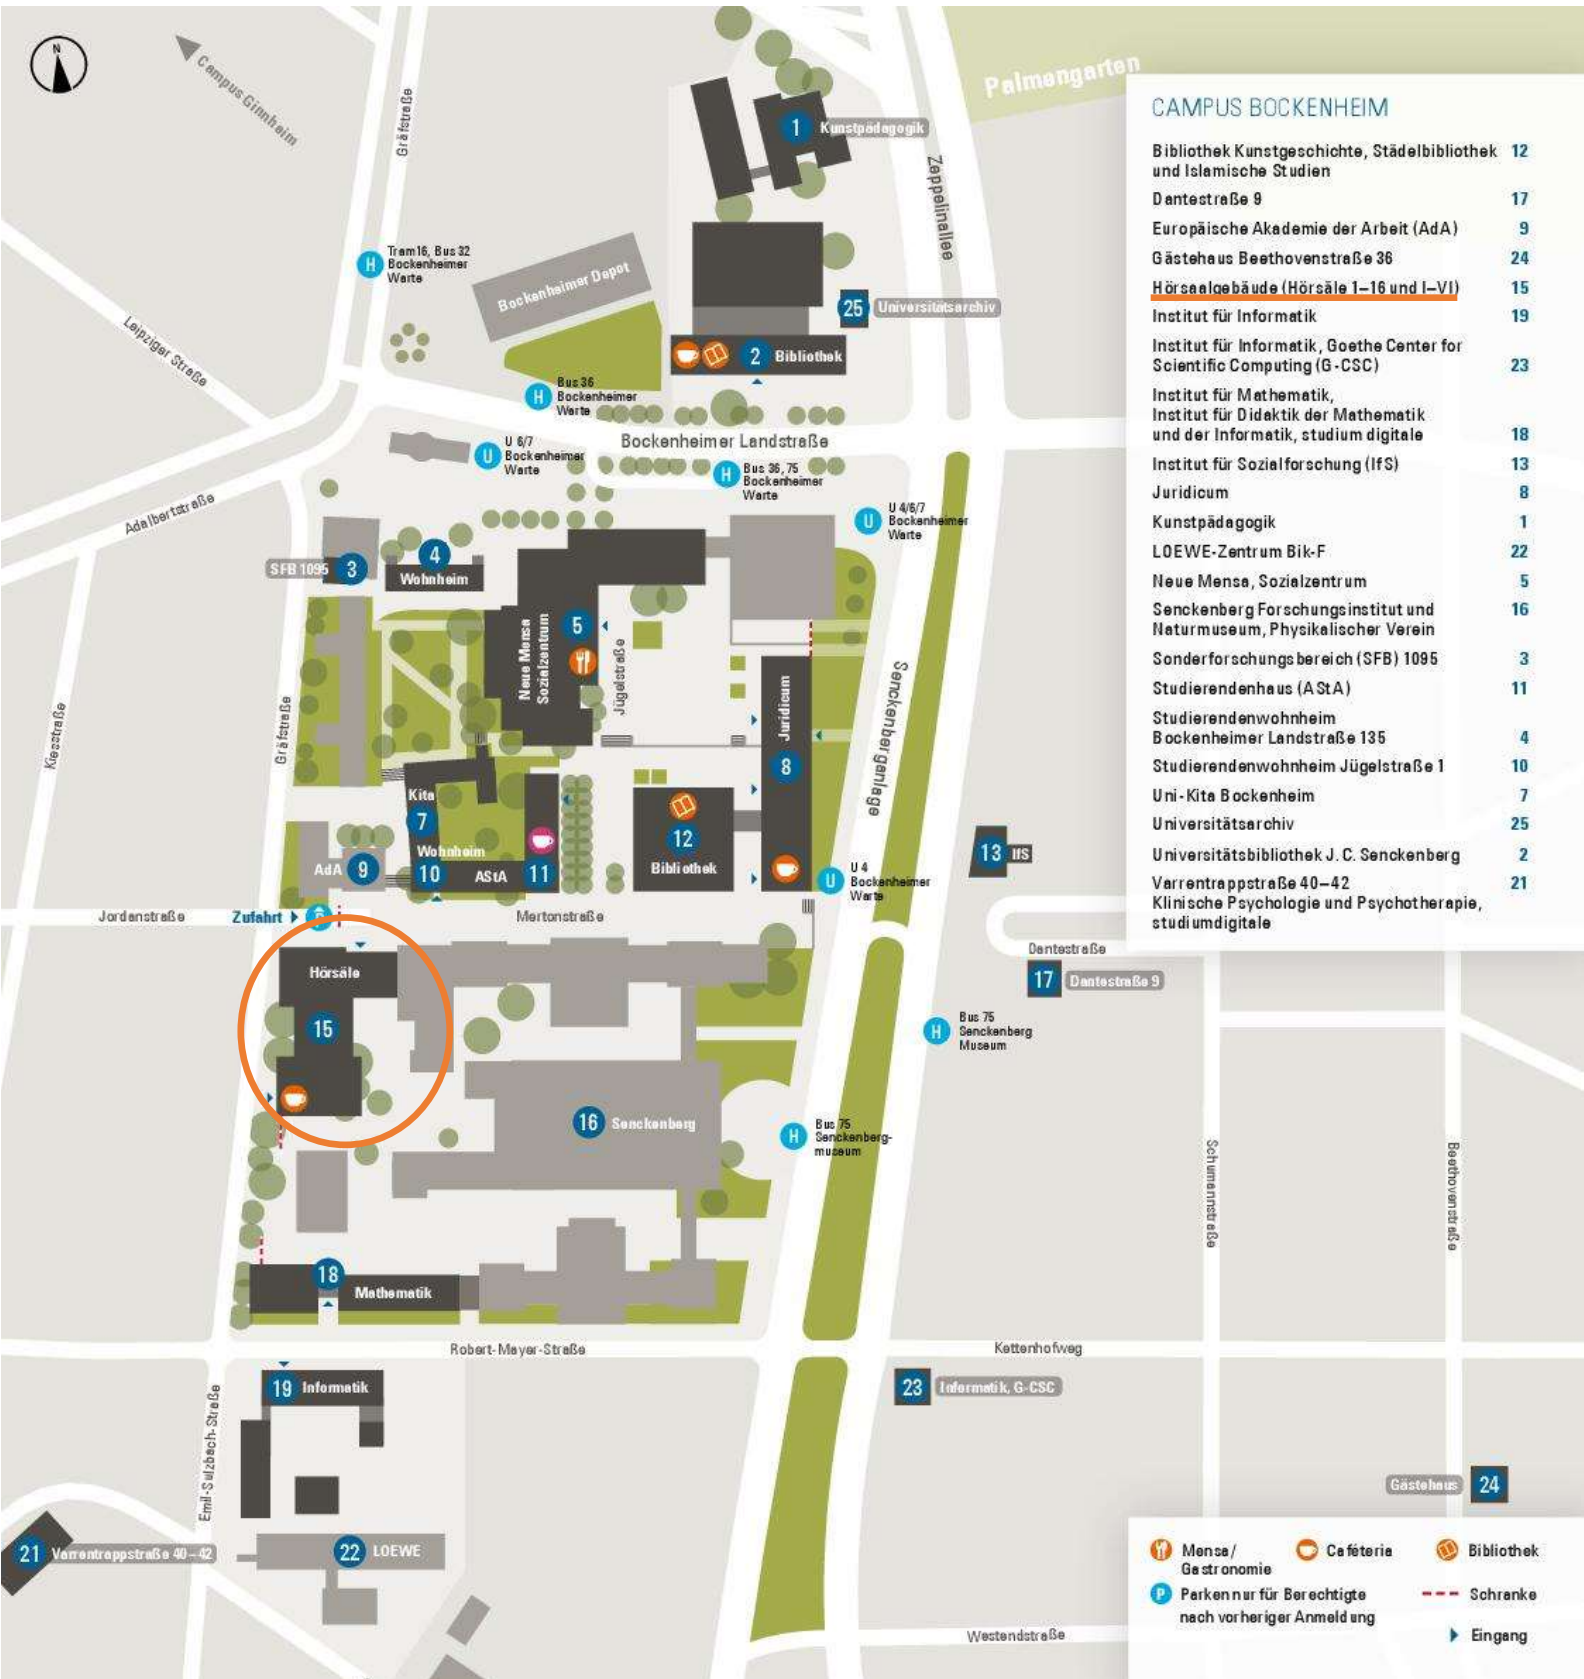 N
Campus Ginnheim
Gräfstraße
Palmengarten
1 Kunstpädagogik
Zeppelinallee
Tram16, Bus 32
Bockenheimer
Warte
H
Bockenheimer Depot
25 Universitätsarchiv
2 Bibliothek
Leipziger Straße
H
Bus 36
Bockenheimer
Warte
Bockenheimer Landstraße
U
U 6/7
Bockenheimer
Warte
H
Bus 36, 75
Bockenheimer
Warte
Adalbertstraße
U
U 4/6/7
Bockenheimer
Warte
SFB 1095 3
4
Wohnheim
5
Neue Mensa
Sozialzentrum
Jügelstraße
Juridicum
8
Senckenberganlage
Kiesstraße
Gräfstraße
Kita
7
Wohnheim
10
AStA 11
12
Bibliothek
AdA 9
U
U 4
Bockenheimer
Warte
13 IfS
Jordanstraße
Zufahrt
P
Mertonstraße
Dantestraße
17 Dantestraße 9
Hörsäle
15
H
Bus 75
Senckenberg
Museum
16 Senckenberg
H
Bus 75
Senckenberg-
museum
Schumannstraße
Beethovenstraße
18
Mathematik
Robert-Mayer-Straße
Kettenhofweg
19 Informatik
23 Informatik, G-CSC
Emil-Sulzbach-Straße
Gästehaus 24
21 Varrentrappstraße 40–42
22 LOEWE
Westendstraße
CAMPUS BOCKENHEIM
Bibliothek Kunstgeschichte, Städelbibliothek 12
und Islamische Studien
Dantestraße 9 17
Europäische Akademie der Arbeit (AdA) 9
Gästehaus Beethovenstraße 36 24
Hörsaalgebäude (Hörsäle 1–16 und I–VI) 15
Institut für Informatik 19
Institut für Informatik, Goethe Center for
Scientific Computing (G-CSC) 23
Institut für Mathematik,
Institut für Didaktik der Mathematik
und der Informatik, studium digitale 18
Institut für Sozialforschung (IfS) 13
Juridicum 8
Kunstpädagogik 1
LOEWE-Zentrum Bik-F 22
Neue Mensa, Sozialzentrum 5
Senckenberg Forschungsinstitut und 16
Naturmuseum, Physikalischer Verein
Sonderforschungsbereich (SFB) 1095 3
Studierendenhaus (AStA) 11
Studierendenwohnheim
Bockenheimer Landstraße 135 4
Studierendenwohnheim Jügelstraße 1 10
Uni-Kita Bockenheim 7
Universitätsarchiv 25
Universitätsbibliothek J. C. Senckenberg 2
Varrentrappstraße 40–42 21
Klinische Psychologie und Psychotherapie,
studiumdigitale
Mensa/
Gastronomie
Caféteria
Bibliothek
P Parken nur für Berechtigte
nach vorheriger Anmeldung
Schranke
Eingang